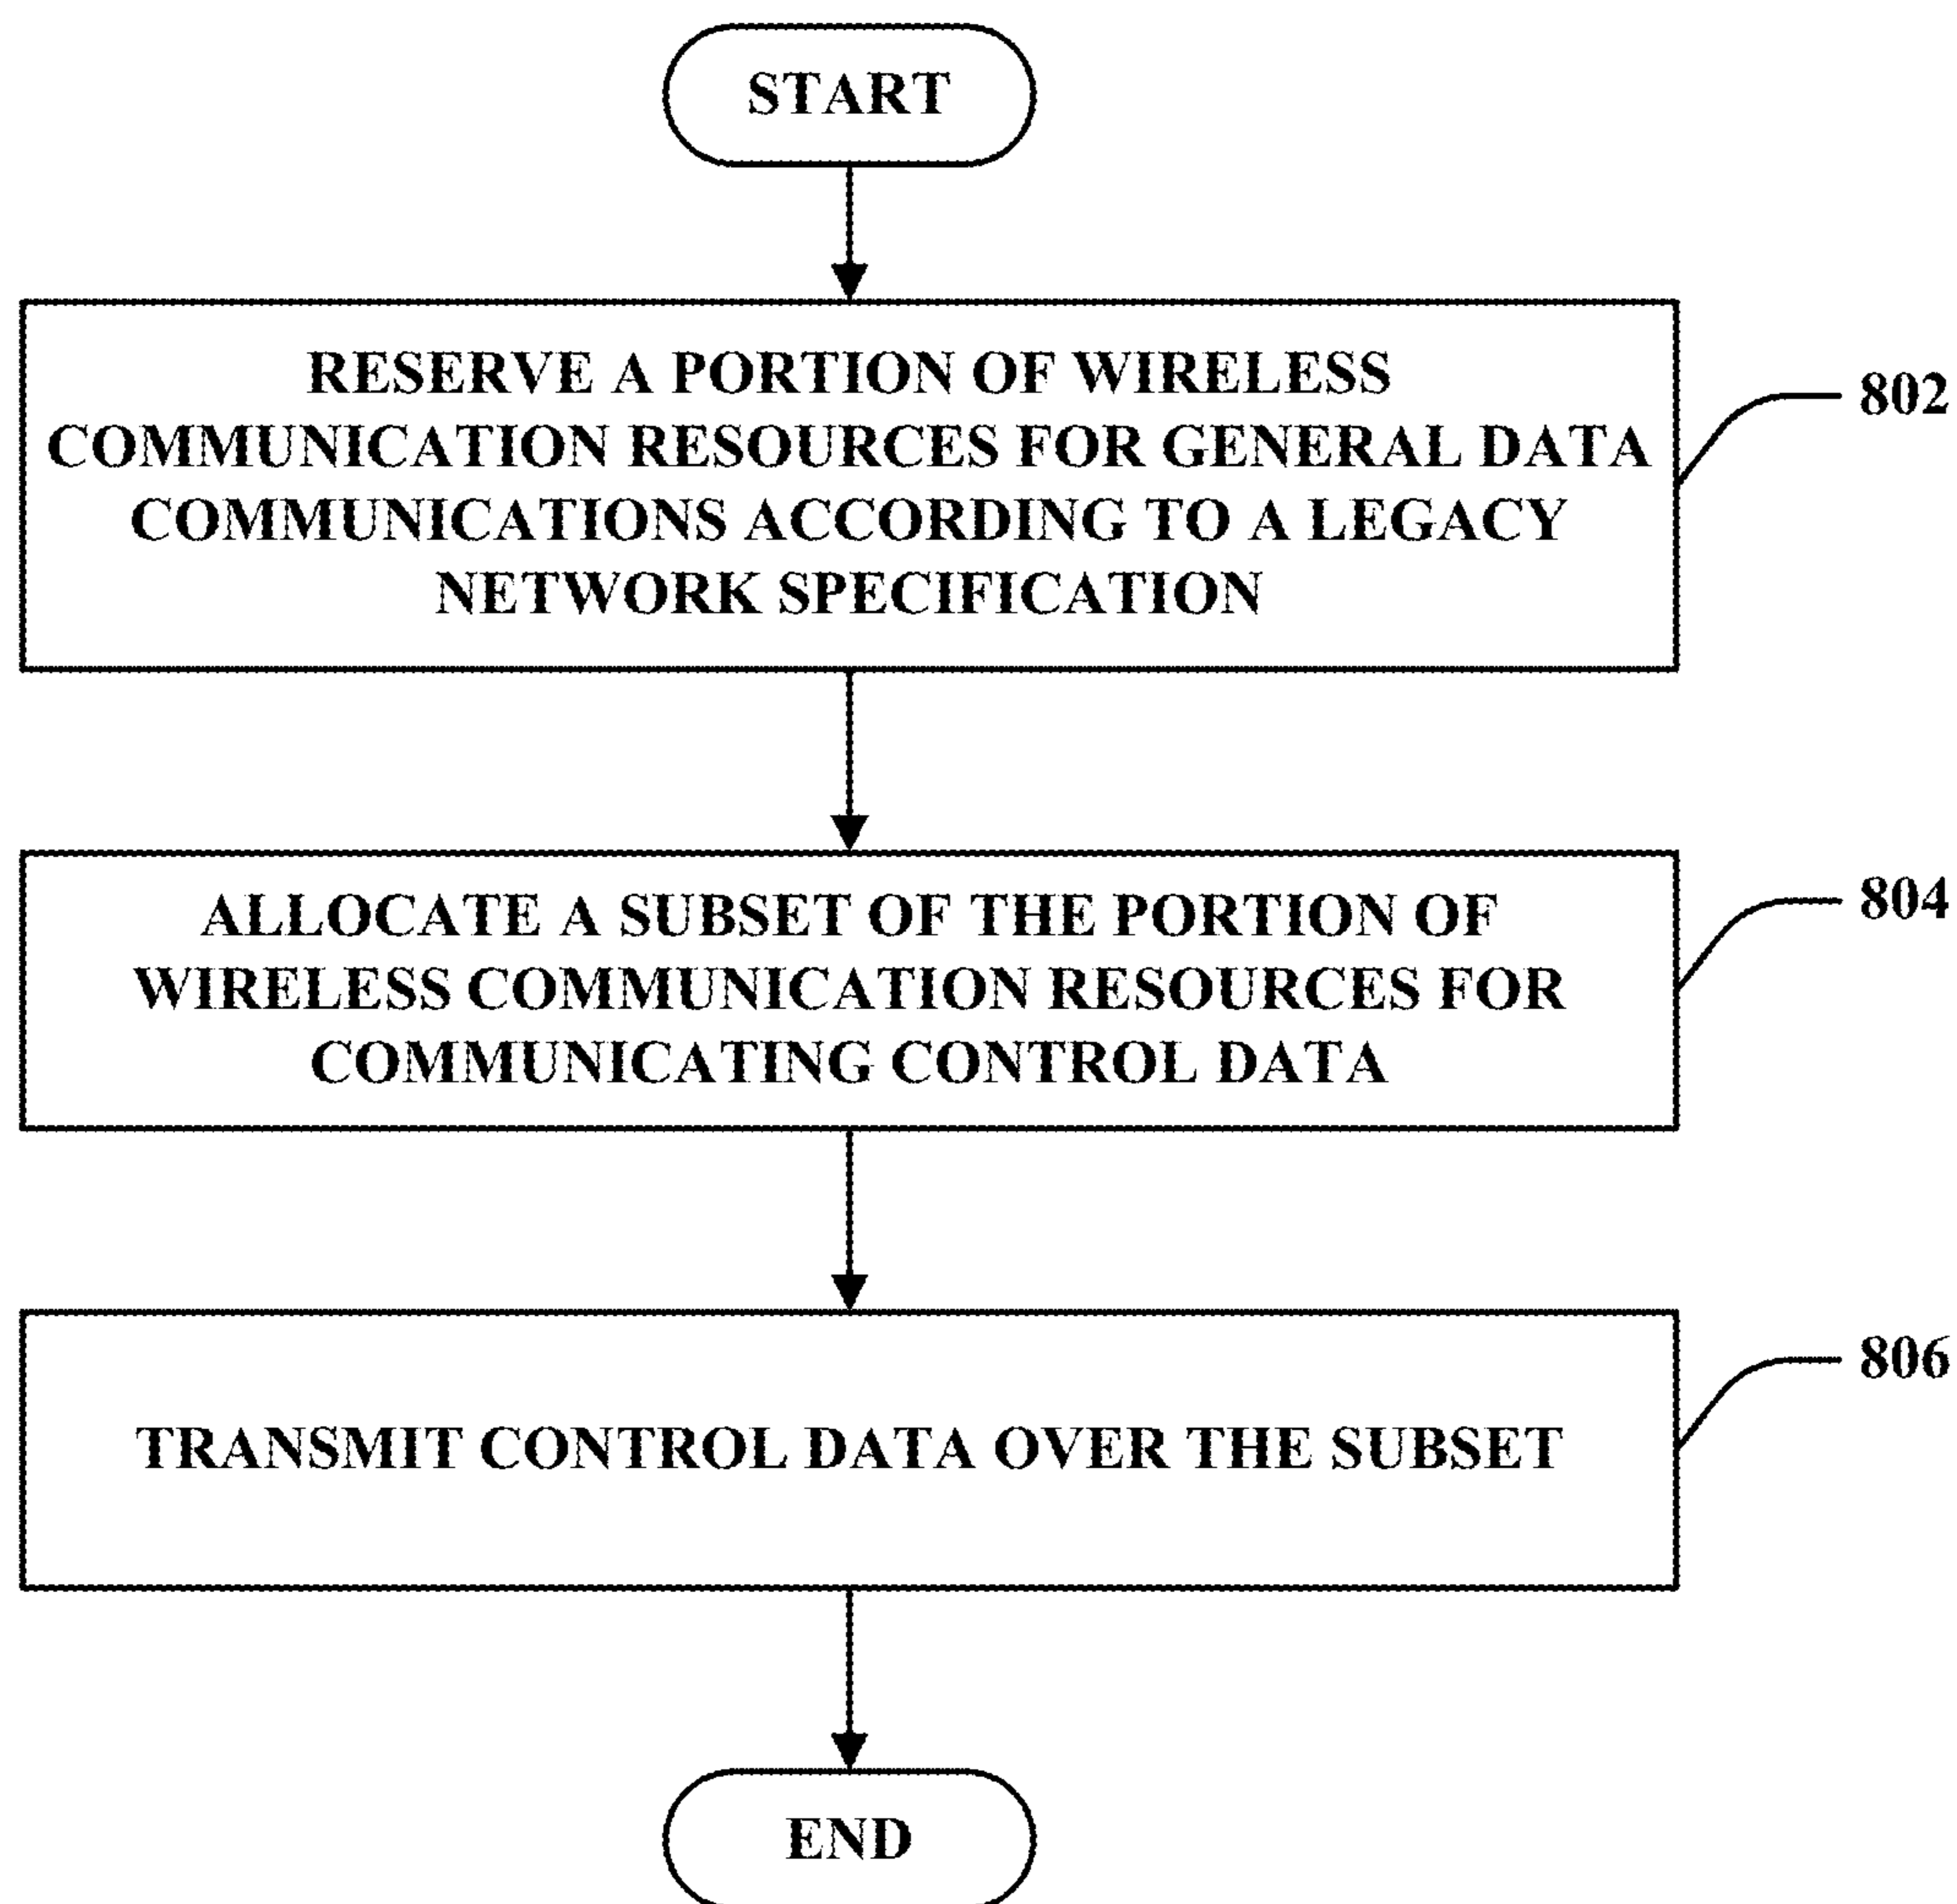 START
RESERVE A PORTION OF WIRELESS
COMMUNICATION RESOURCES FOR GENERAL DATA
COMMUNICATIONS ACCORDING TO A LEGACY
NETWORK SPECIFICATION
802
ALLOCATE A SUBSET OF THE PORTION OF
WIRELESS COMMUNICATION RESOURCES FOR
COMMUNICATING CONTROL DATA
804
TRANSMIT CONTROL DATA OVER THE SUBSET
806
END